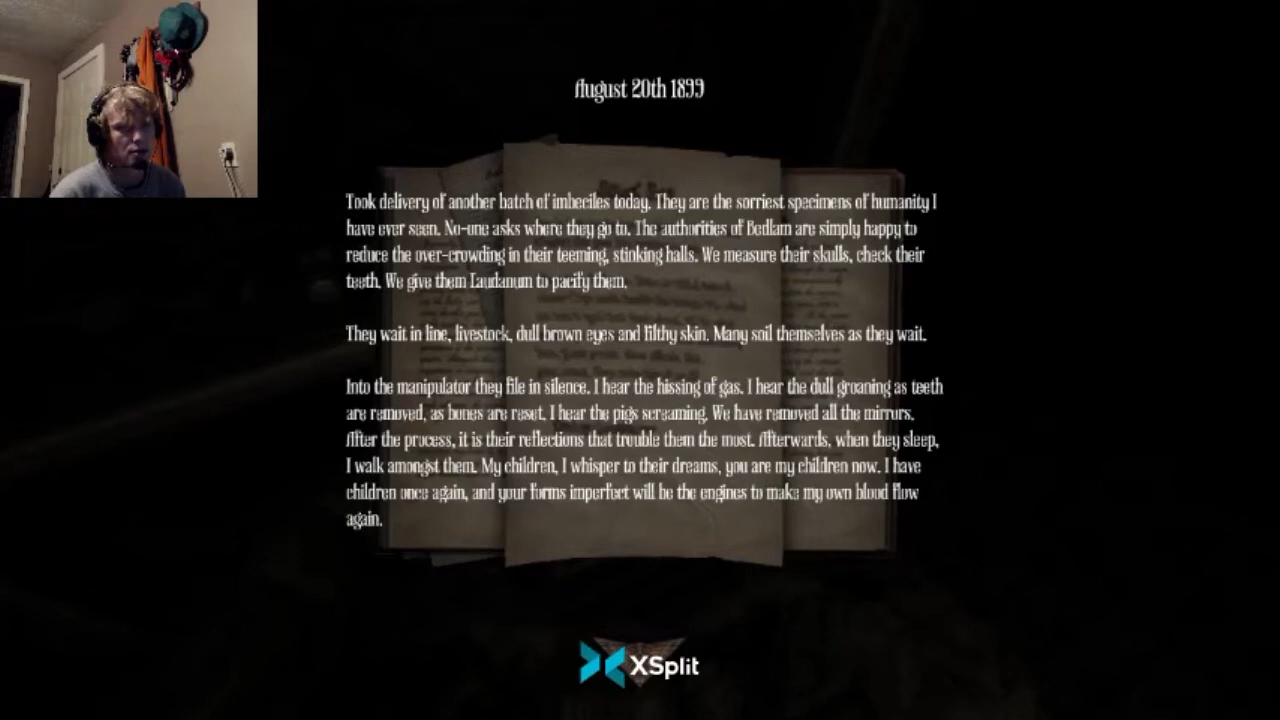 August 20th 1899
Took delivery of another batch of imbeciles today. They are the sorriest specimens of humanity I
have ever seen. No-one asks where they go to. The authorities of Bedlam are simply happy to
reduce the over-crowding in their teeming, stinking halls. We measure their skulls, check their
teeth. We give them Laudanum to pacify them.
They wait in line, livestock, dull brown eyes and filthy skin. Many soil themselves as they wait.
Into the manipulator they file in silence. I hear the hissing of gas. I hear the dull groaning as teeth
are removed, as bones are reset. I hear the pigs screaming. We have removed all the mirrors.
After the process, it is their reflections that trouble them the most. Afterwards, when they sleep,
I walk amongst them. My children, I whisper to their dreams, you are my children now. I have
children once again, and your forms imperfect will be the engines to make my own blood flow
again.
XSplit